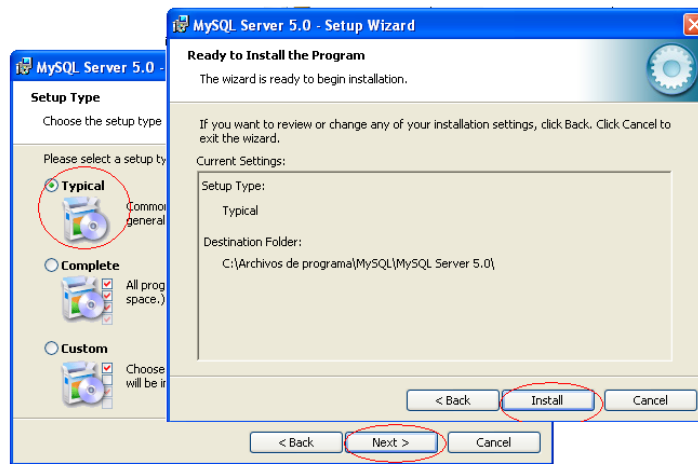 MySQL Server 5.0 - Setup Wizard
Ready to Install the Program
The wizard is ready to begin installation.
If you want to review or change any of your installation settings, click Back. Click Cancel to
exit the wizard.
Current Settings:
Setup Type:
Typical
Destination Folder:
C:\Archivos de programa\MySQL\MySQL Server 5.0\
< Back
Install
Cancel
MySQL Server 5.0 -
Setup Type
Choose the setup type
Please select a setup ty
Typical
Common
general
Complete
All prog
space.)
Custom
Choose
will be in
< Back
Next >
Cancel